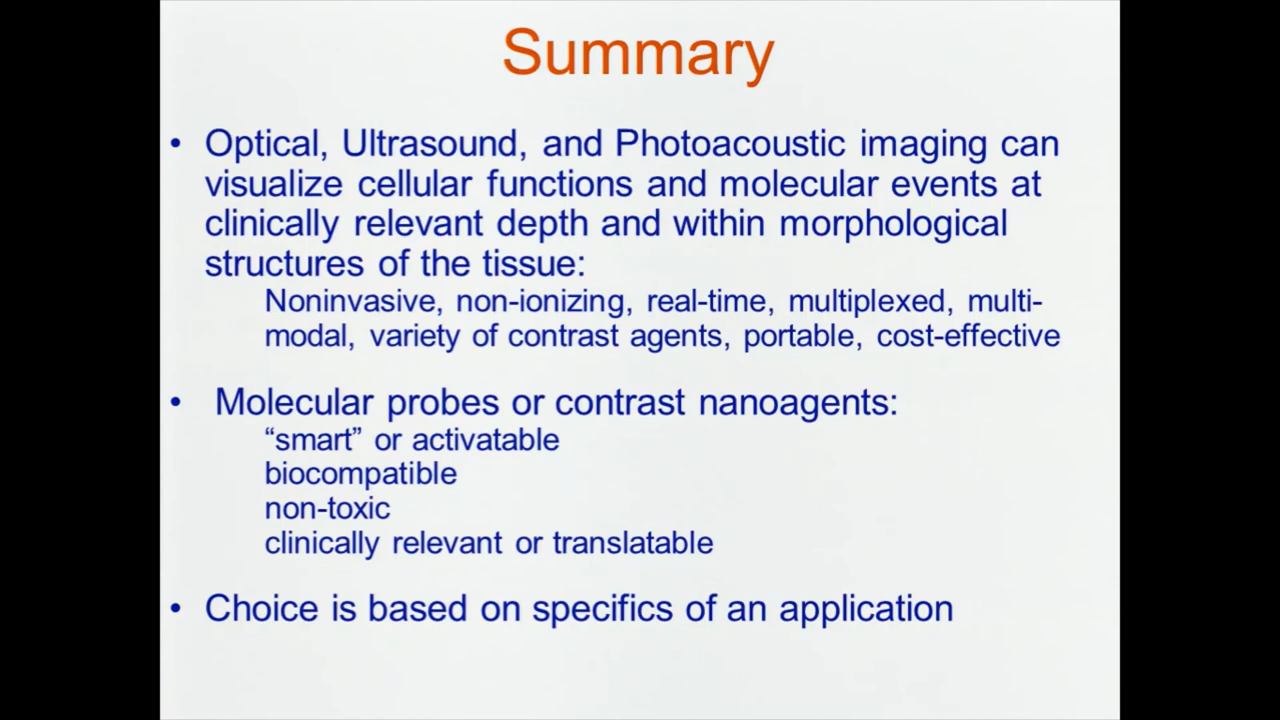 Summary
• Optical, Ultrasound, and Photoacoustic imaging can
visualize cellular functions and molecular events at
clinically relevant depth and within morphological
structures of the tissue:
Noninvasive, non-ionizing, real-time, multiplexed, multi-
modal, variety of contrast agents, portable, cost-effective
• Molecular probes or contrast nanoagents:
“smart” or activatable
biocompatible
non-toxic
clinically relevant or translatable
• Choice is based on specifics of an application